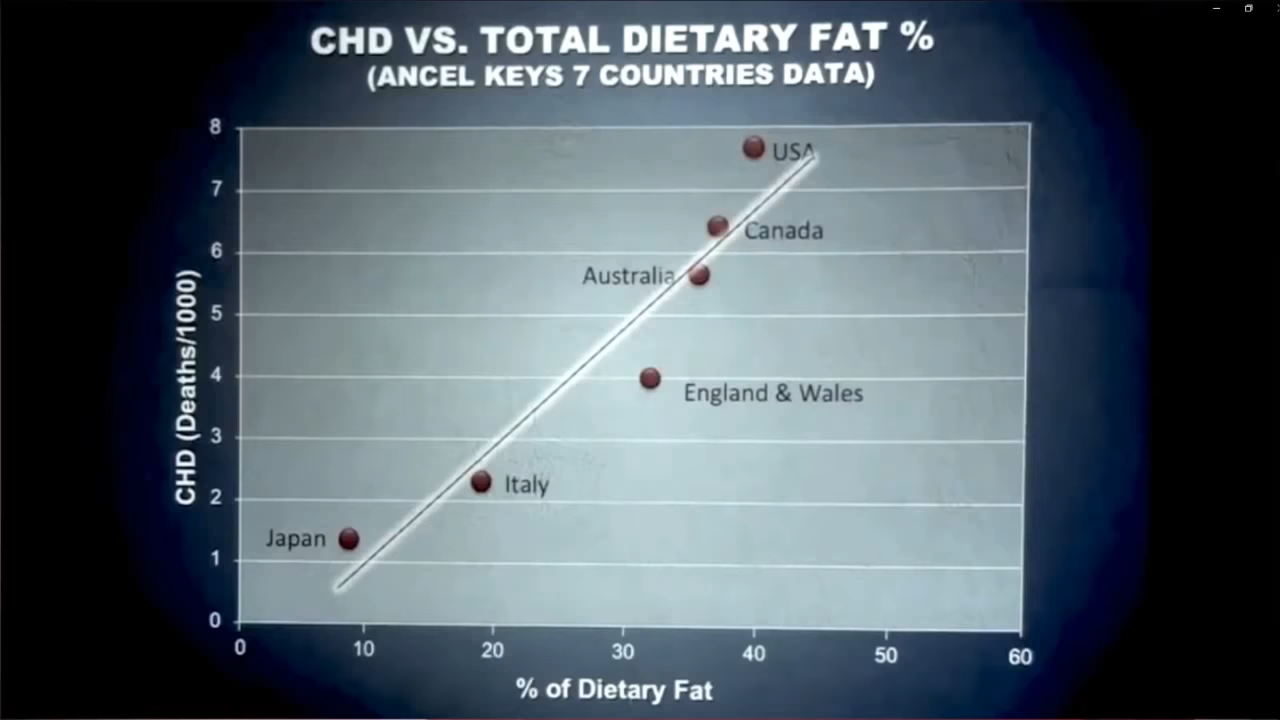 CHD VS. TOTAL DIETARY FAT %
(ANCEL KEYS 7 COUNTRIES DATA)
8
USA
7
Canada
6
Australia
5
4
England & Wales
3
Italy
2
Japan
1
0
CHD (Deaths/1000)
0 10 20 30 40 50 60
% of Dietary Fat